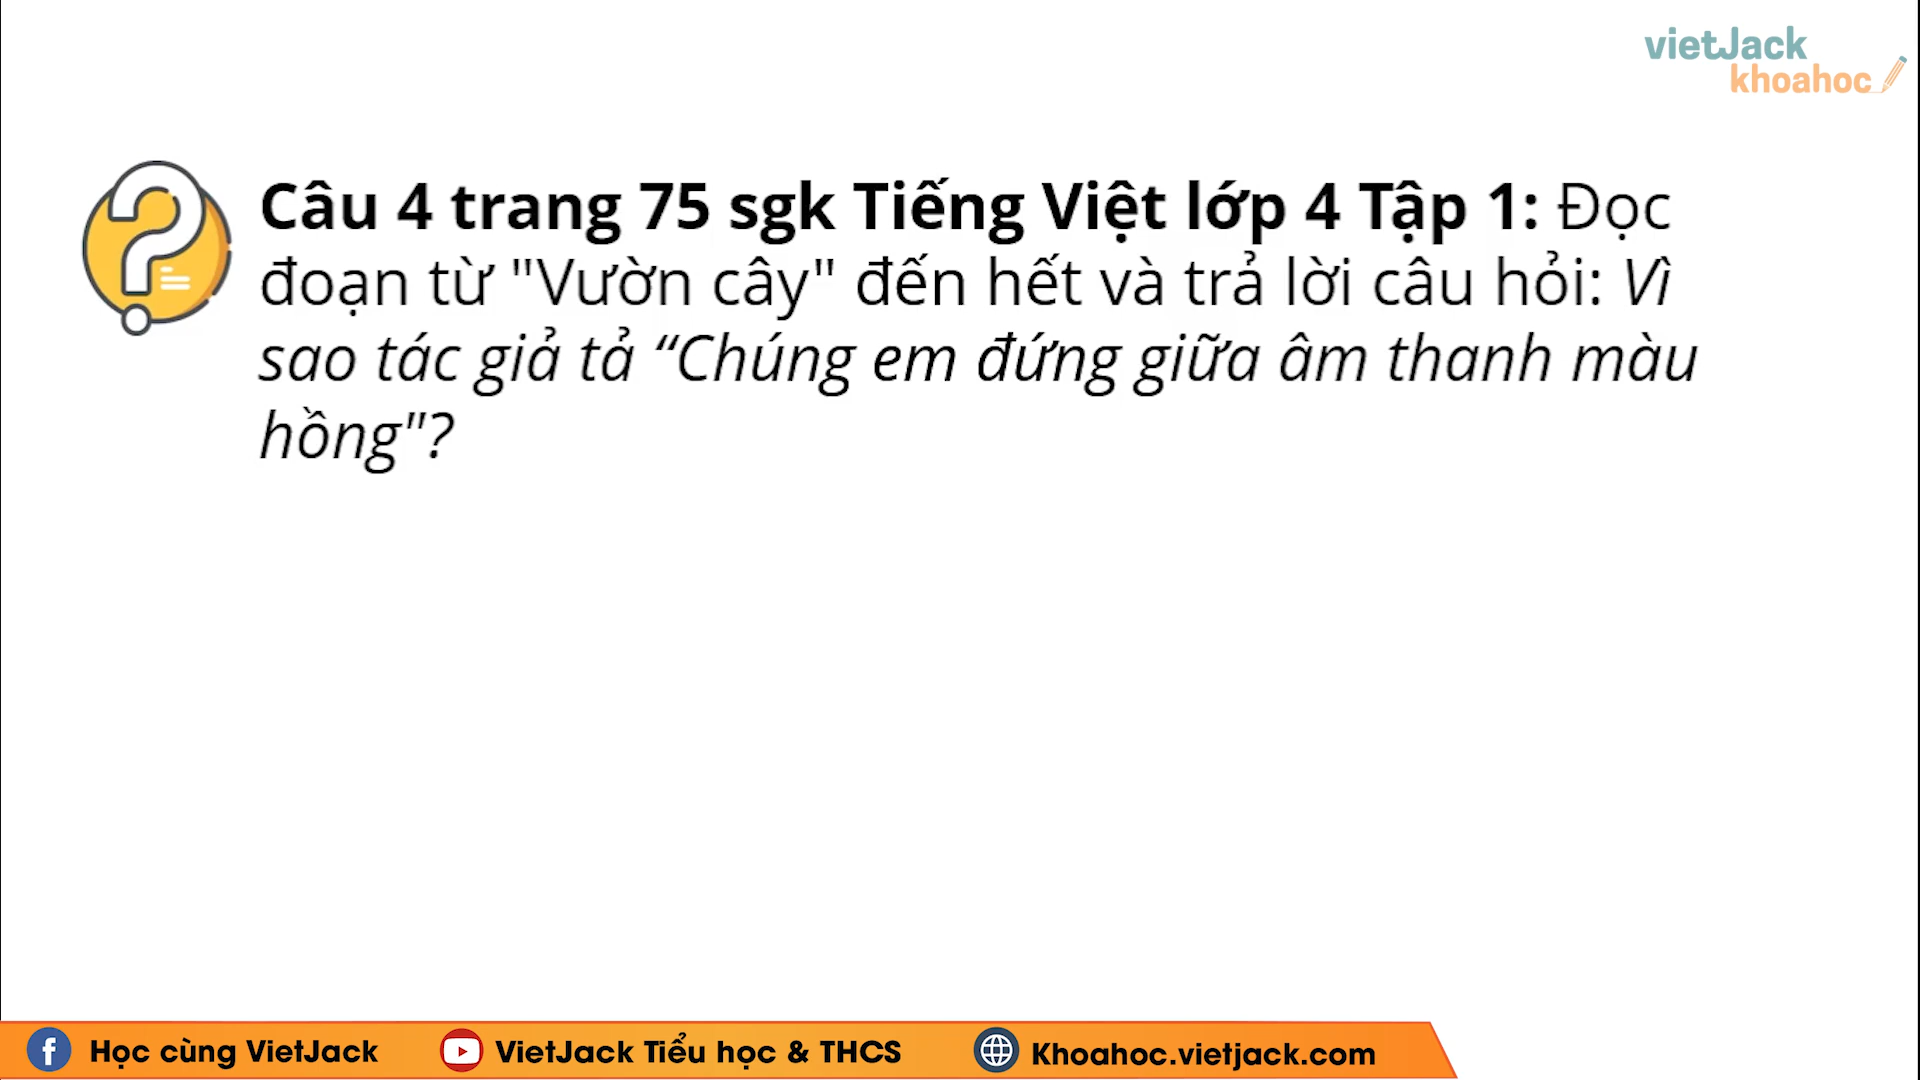 vietJack
khoahoc
Câu 4 trang 75 sgk Tiếng Việt lớp 4 Tập 1: Đọc
đoạn từ "Vườn cây" đến hết và trả lời câu hỏi: Vì
sao tác giả tả “Chúng em đứng giữa âm thanh màu
hồng"?
Học cùng VietJack
VietJack Tiểu học & THCS
Khoahoc.vietjack.com